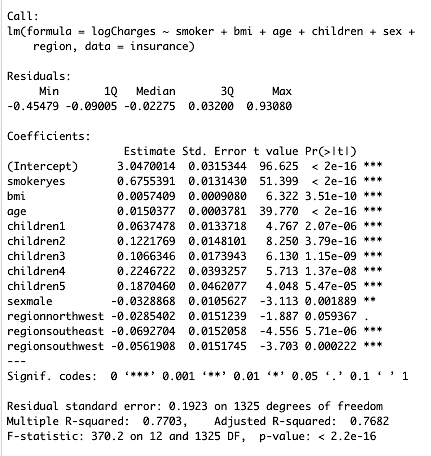 Call:
lm(formula = logCharges ~ smoker + bmi + age + children + sex +
    region, data = insurance)

Residuals:
     Min       1Q   Median       3Q      Max
-0.45479 -0.09005 -0.02275  0.03200  0.93080

Coefficients:
                  Estimate Std. Error t value Pr(>|t|)
(Intercept)      3.0470014  0.0315344  96.625  < 2e-16 ***
smokeryes        0.6755391  0.0131430  51.399  < 2e-16 ***
bmi              0.0057409  0.0009080   6.322 3.51e-10 ***
age              0.0150377  0.0003781  39.770  < 2e-16 ***
children1        0.0637478  0.0133718   4.767 2.07e-06 ***
children2        0.1221769  0.0148101   8.250 3.79e-16 ***
children3        0.1066346  0.0173943   6.130 1.15e-09 ***
children4        0.2246722  0.0393257   5.713 1.37e-08 ***
children5        0.1870460  0.0462077   4.048 5.47e-05 ***
sexmale         -0.0328868  0.0105627  -3.113 0.001889 **
regionnorthwest -0.0285402  0.0151239  -1.887 0.059367 .
regionsoutheast -0.0692704  0.0152058  -4.556 5.71e-06 ***
regionsouthwest -0.0561908  0.0151745  -3.703 0.000222 ***
---
Signif. codes:  0 ‘***’ 0.001 ‘**’ 0.01 ‘*’ 0.05 ‘.’ 0.1 ‘ ’ 1

Residual standard error: 0.1923 on 1325 degrees of freedom
Multiple R-squared:  0.7703,	Adjusted R-squared:  0.7682
F-statistic: 370.2 on 12 and 1325 DF,  p-value: < 2.2e-16